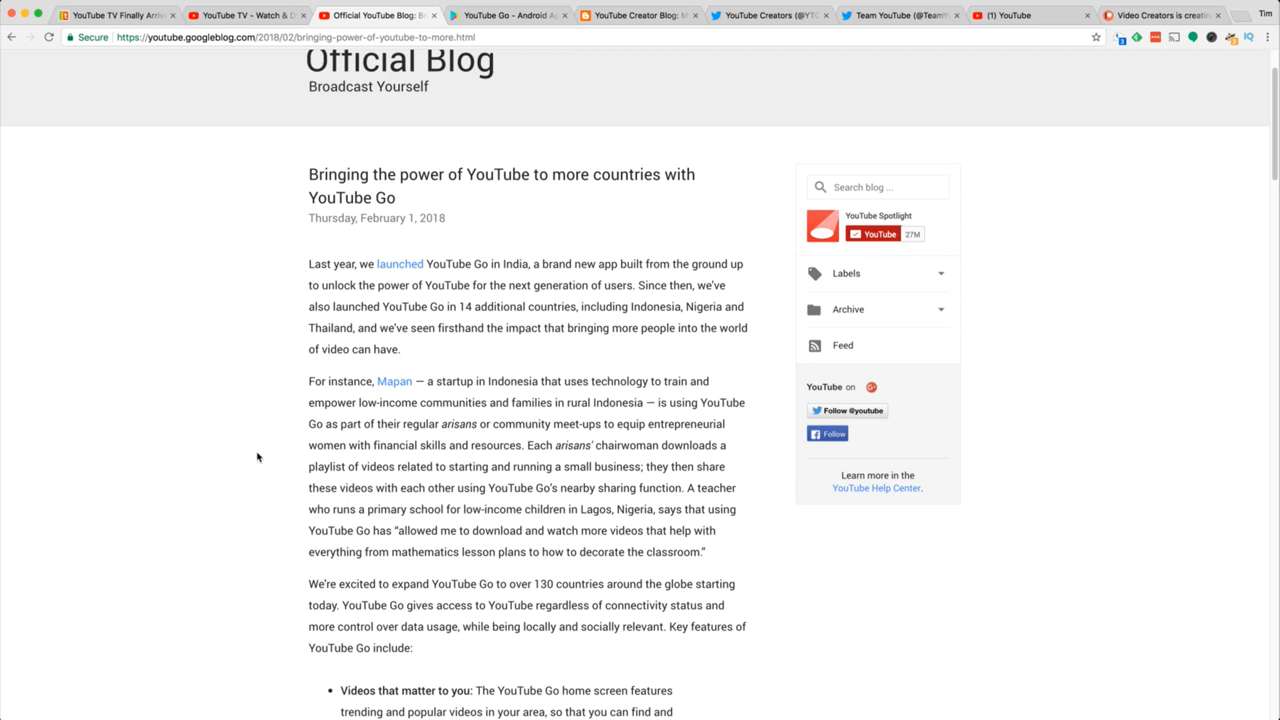 YouTube TV Finally Arrive
YouTube TV - Watch & D
Official YouTube Blog: Br
YouTube Go - Android Ap
YouTube Creator Blog: M
YouTube Creators (@YTC
Team YouTube (@TeamYo
(1) YouTube
Video Creators is creatin
Tim
Secure
https://youtube.googleblog.com/2018/02/bringing-power-of-youtube-to-more.html
Official Blog
Broadcast Yourself
Bringing the power of YouTube to more countries with
YouTube Go
Thursday, February 1, 2018
Last year, we launched YouTube Go in India, a brand new app built from the ground up
to unlock the power of YouTube for the next generation of users. Since then, we've
also launched YouTube Go in 14 additional countries, including Indonesia, Nigeria and
Thailand, and we've seen firsthand the impact that bringing more people into the world
of video can have.
For instance, Mapan — a startup in Indonesia that uses technology to train and
empower low-income communities and families in rural Indonesia — is using YouTube
Go as part of their regular arisans or community meet-ups to equip entrepreneurial
women with financial skills and resources. Each arisans' chairwoman downloads a
playlist of videos related to starting and running a small business; they then share
these videos with each other using YouTube Go's nearby sharing function. A teacher
who runs a primary school for low-income children in Lagos, Nigeria, says that using
YouTube Go has “allowed me to download and watch more videos that help with
everything from mathematics lesson plans to how to decorate the classroom.”
We're excited to expand YouTube Go to over 130 countries around the globe starting
today. YouTube Go gives access to YouTube regardless of connectivity status and
more control over data usage, while being locally and socially relevant. Key features of
YouTube Go include:
• Videos that matter to you: The YouTube Go home screen features
trending and popular videos in your area, so that you can find and
Search blog ...
YouTube Spotlight
YouTube 27M
Labels
Archive
Feed
YouTube on
Follow @youtube
Follow
Learn more in the
YouTube Help Center.